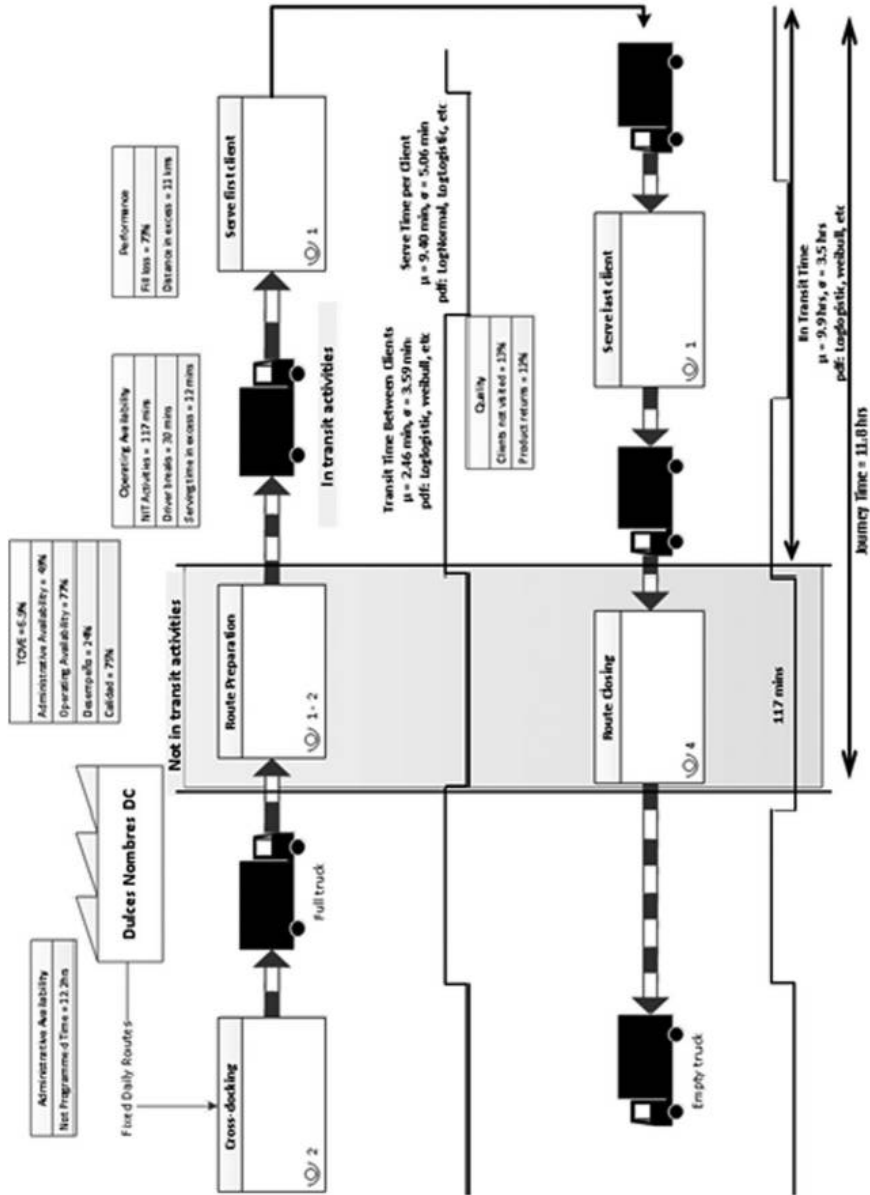 Administrative Availability
Not Programmed Time = 12.2hrs
Fixed Daily Routes
Dulces Nombres DC
TOVE = 6.9%
Administrative Availability = 49%
Operating Availability = 77%
Desempeño = 24%
Calidad = 75%
Operating Availability
NIT Activities = 117 mins
Driver breaks = 30 mins
Serving time in excess = 12 mins
Performance
Fill loss = 73%
Distance in excess = 11 kms
Not in transit activities
Cross-docking
2
Full truck
Route Preparation
1 - 2
In transit activities
Serve first client
1
Transit Time Between Clients
μ = 2.46 min, σ = 3.59 min
pdf: Loglogistic, weibull, etc
Serve Time per Client
μ = 9.40 min, σ = 5.06 min
pdf: LogNormal, LogLogistic, etc
Quality
Clients not visited = 13%
Product returns = 12%
Empty truck
Route Closing
4
Serve last client
1
117 mins
In Transit Time
μ = 9.9 hrs, σ = 3.5 hrs
pdf: Loglogistic, weibull, etc
Journey Time = 11.8 hrs